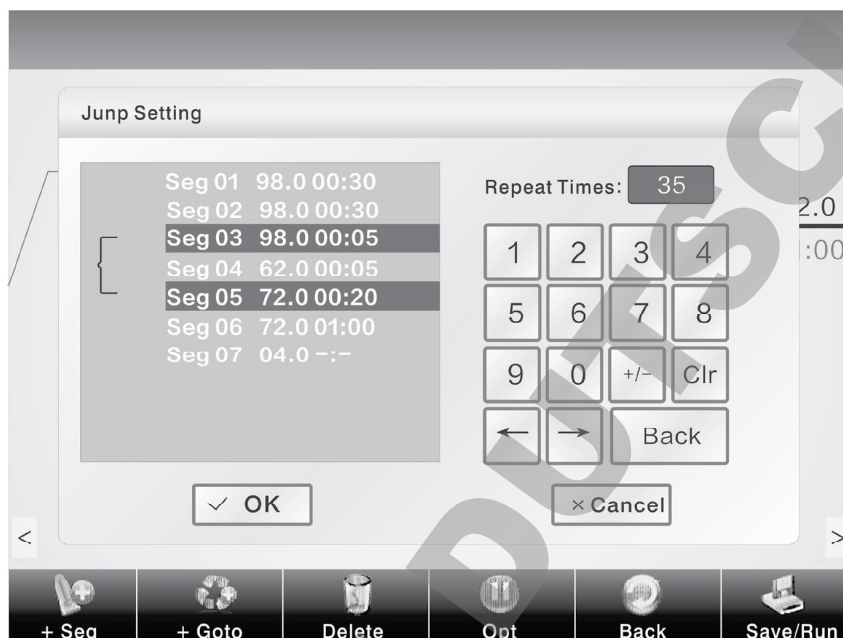 Junp Setting
Seg 01 98.0 00:30
Seg 02 98.0 00:30
Seg 03 98.0 00:05
Seg 04 62.0 00:05
Seg 05 72.0 00:20
Seg 06 72.0 01:00
Seg 07 04.0 -:-
Repeat Times: 35
1 2 3 4
5 6 7 8
9 0 +/- Clr
← → Back
✓ OK
× Cancel
2.0
:00
<
>
+ Seg
+ Goto
Delete
Opt
Back
Save/Run
DUTSC